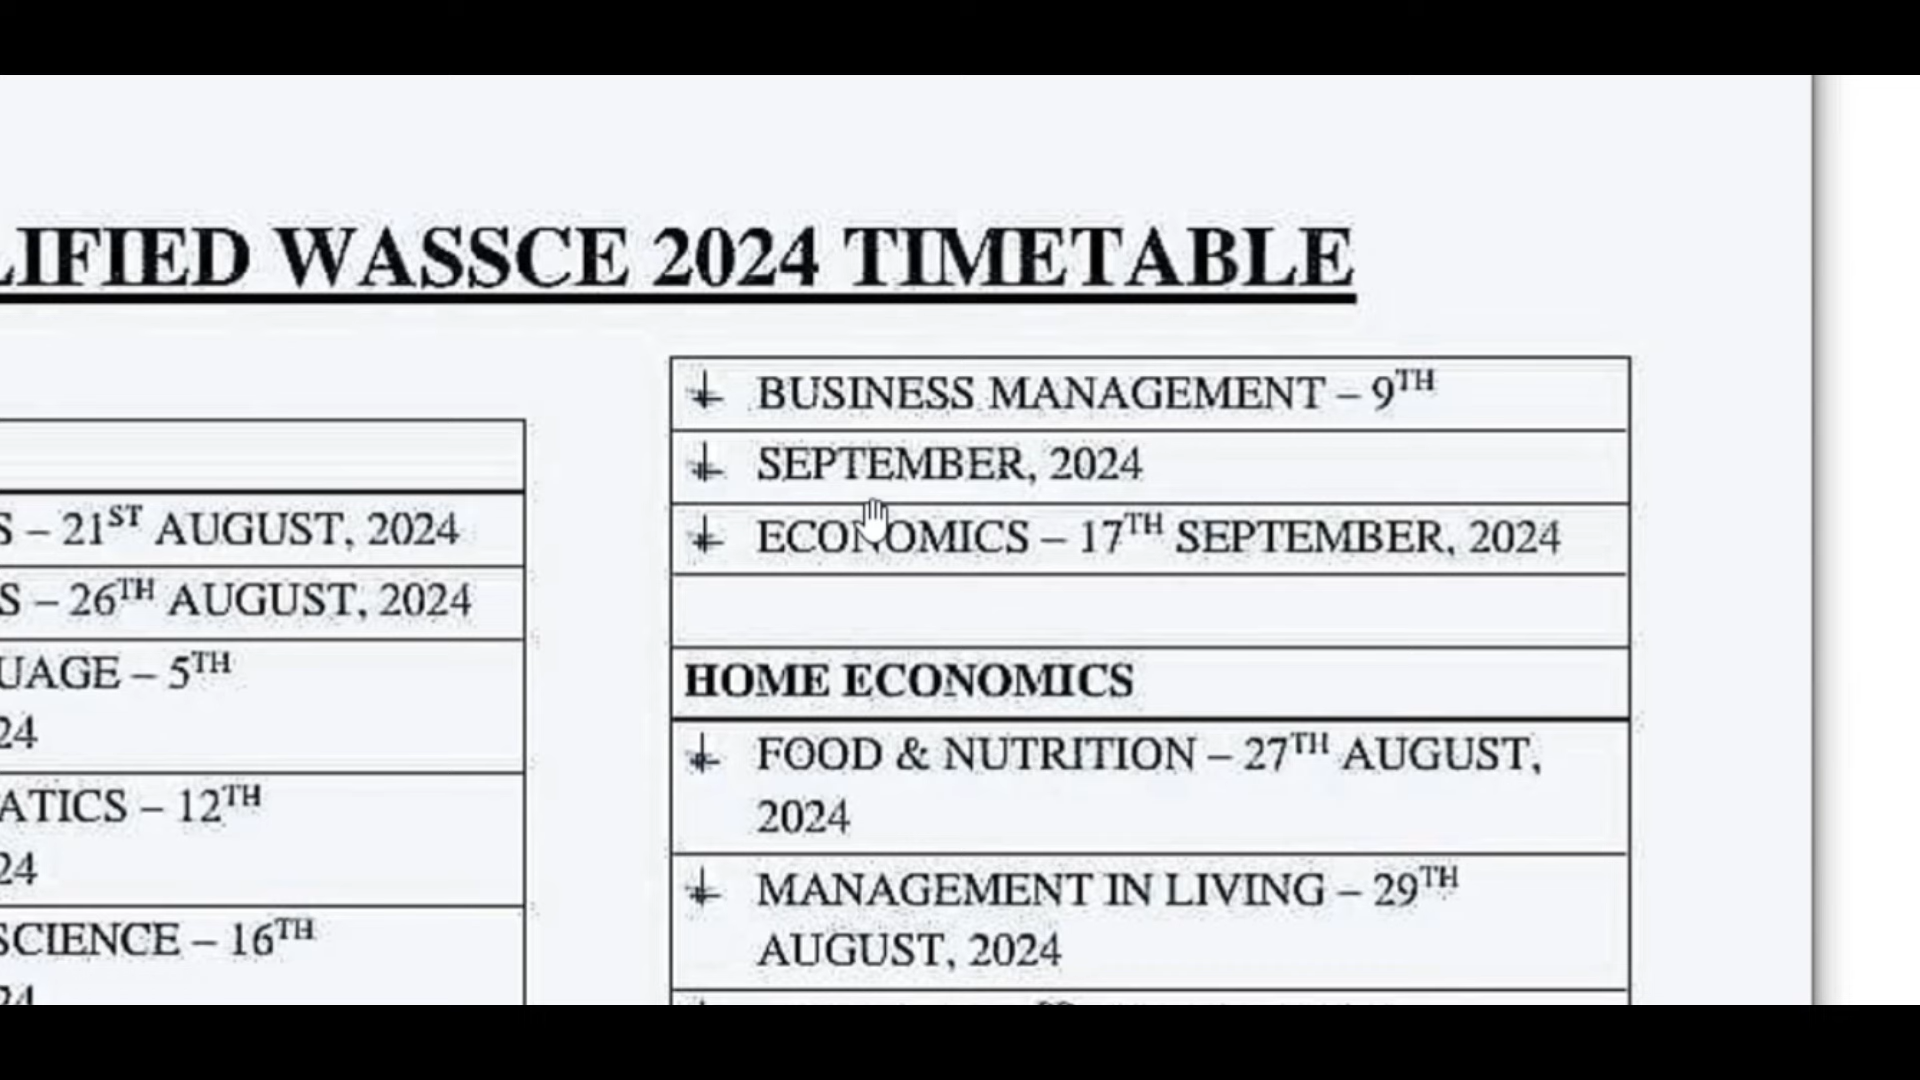 LIFIED WASSCE 2024 TIMETABLE
S – 21ST AUGUST, 2024
S – 26TH AUGUST, 2024
UAGE – 5TH
24
ATICS – 12TH
24
SCIENCE – 16TH
24
BUSINESS MANAGEMENT – 9TH
SEPTEMBER, 2024
ECONOMICS – 17TH SEPTEMBER, 2024
HOME ECONOMICS
FOOD & NUTRITION – 27TH AUGUST,
2024
MANAGEMENT IN LIVING – 29TH
AUGUST, 2024